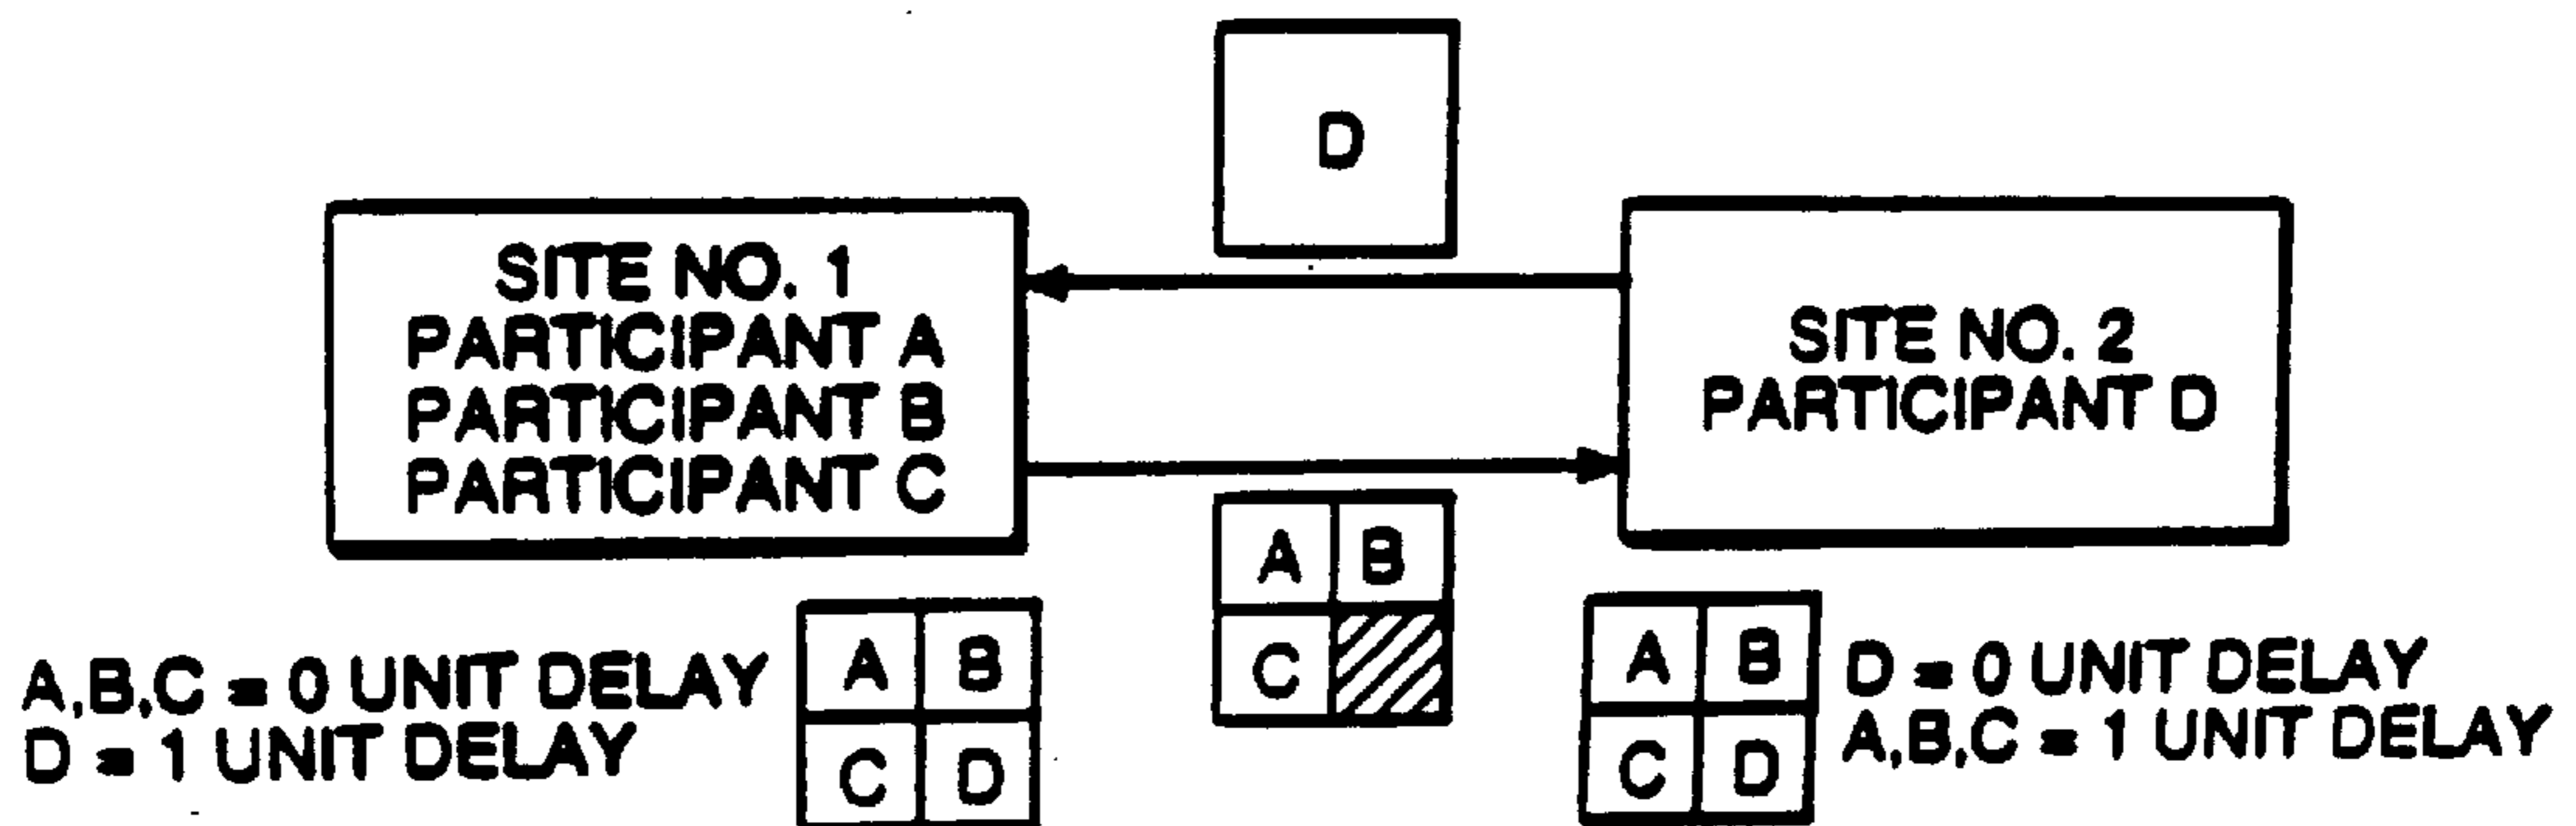 D
SITE NO. 1
PARTICIPANT A
PARTICIPANT B
PARTICIPANT C
SITE NO. 2
PARTICIPANT D
A B
C
A,B,C = 0 UNIT DELAY
D = 1 UNIT DELAY
A B
C D
A B
C D
D = 0 UNIT DELAY
A,B,C = 1 UNIT DELAY